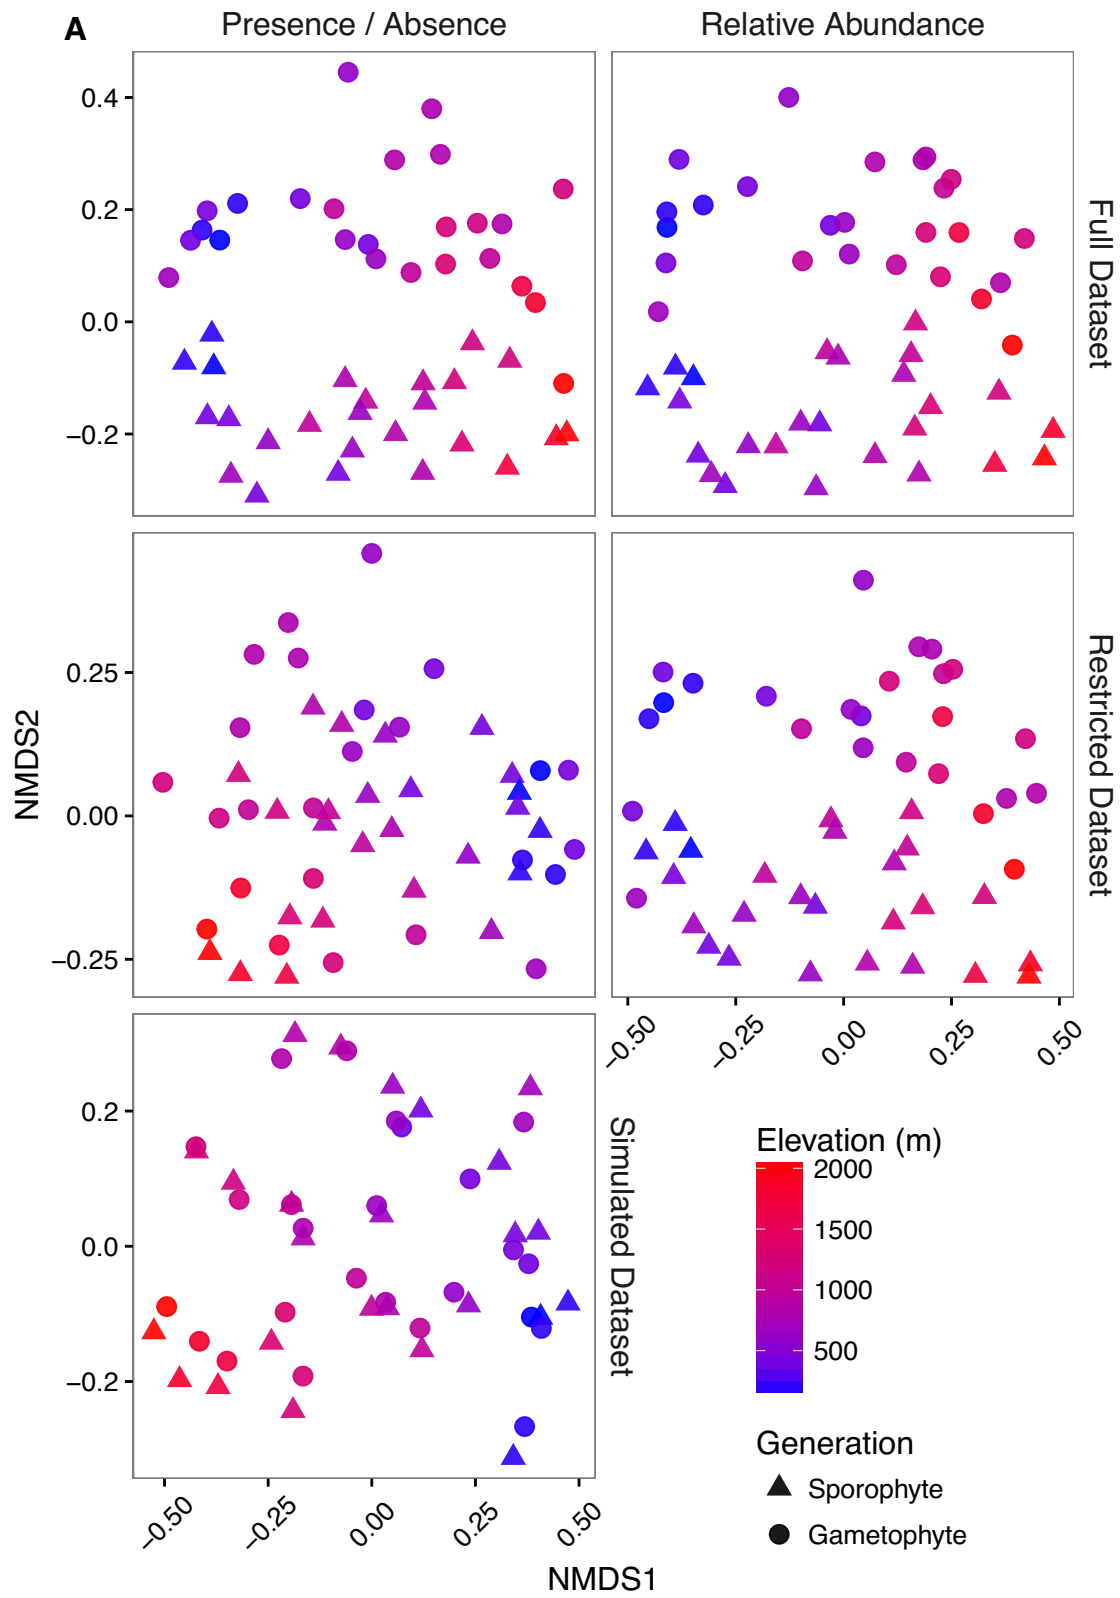 A
Presence / Absence
Relative Abundance
0.4
0.2
0.0
−0.2
Full Dataset
NMDS2
0.25
0.00
−0.25
Restricted Dataset
−0.50
−0.25
0.00
0.25
0.50
0.2
0.0
−0.2
Simulated Dataset
−0.50
−0.25
0.00
0.25
0.50
NMDS1
Elevation (m)
2000
1500
1000
500
Generation
Sporophyte
Gametophyte